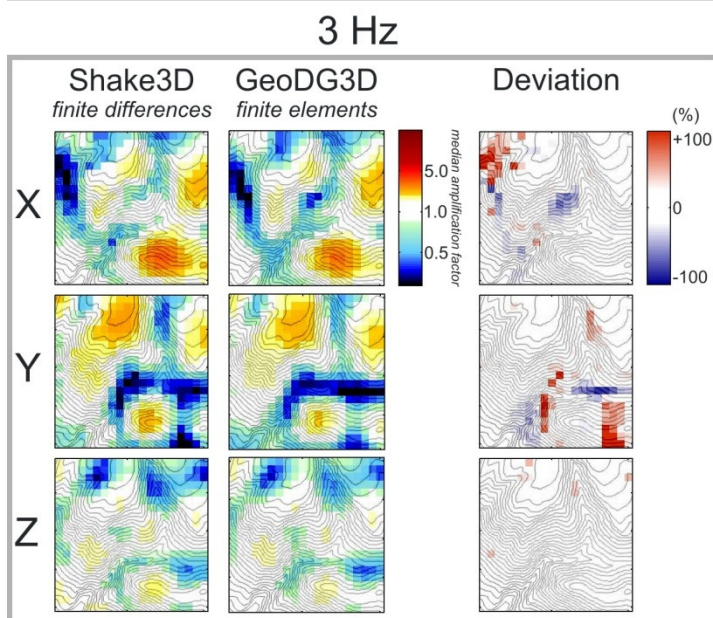 3 Hz
Shake3D GeoDG3D Deviation
finite differences finite elements
(%)
X
median amplification factor
5.0
1.0
0.5
+100
0
-100
Y
Z